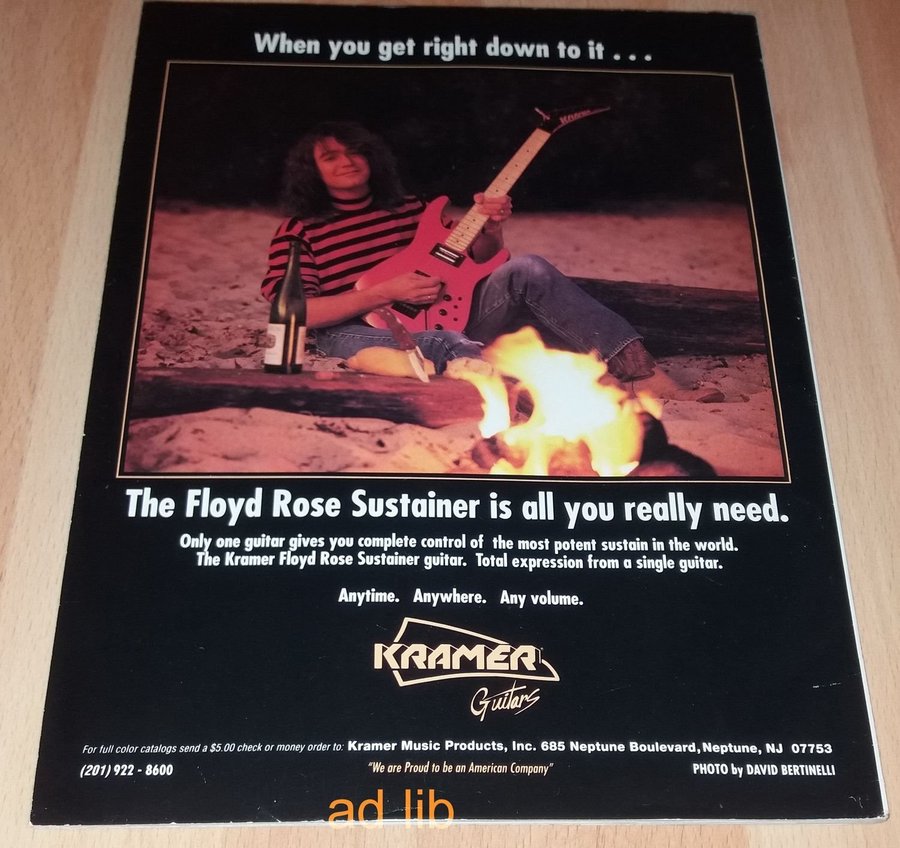 When you get right down to it . . .
KRAMER
The Floyd Rose Sustainer is all you really need.
Only one guitar gives you complete control of the most potent sustain in the world.
The Kramer Floyd Rose Sustainer guitar. Total expression from a single guitar.
Anytime. Anywhere. Any volume.
KRAMER
Guitars
For full color catalogs send a $5.00 check or money order to: Kramer Music Products, Inc. 685 Neptune Boulevard, Neptune, NJ 07753
(201) 922 - 8600 "We are Proud to be an American Company" PHOTO by DAVID BERTINELLI
ad lib